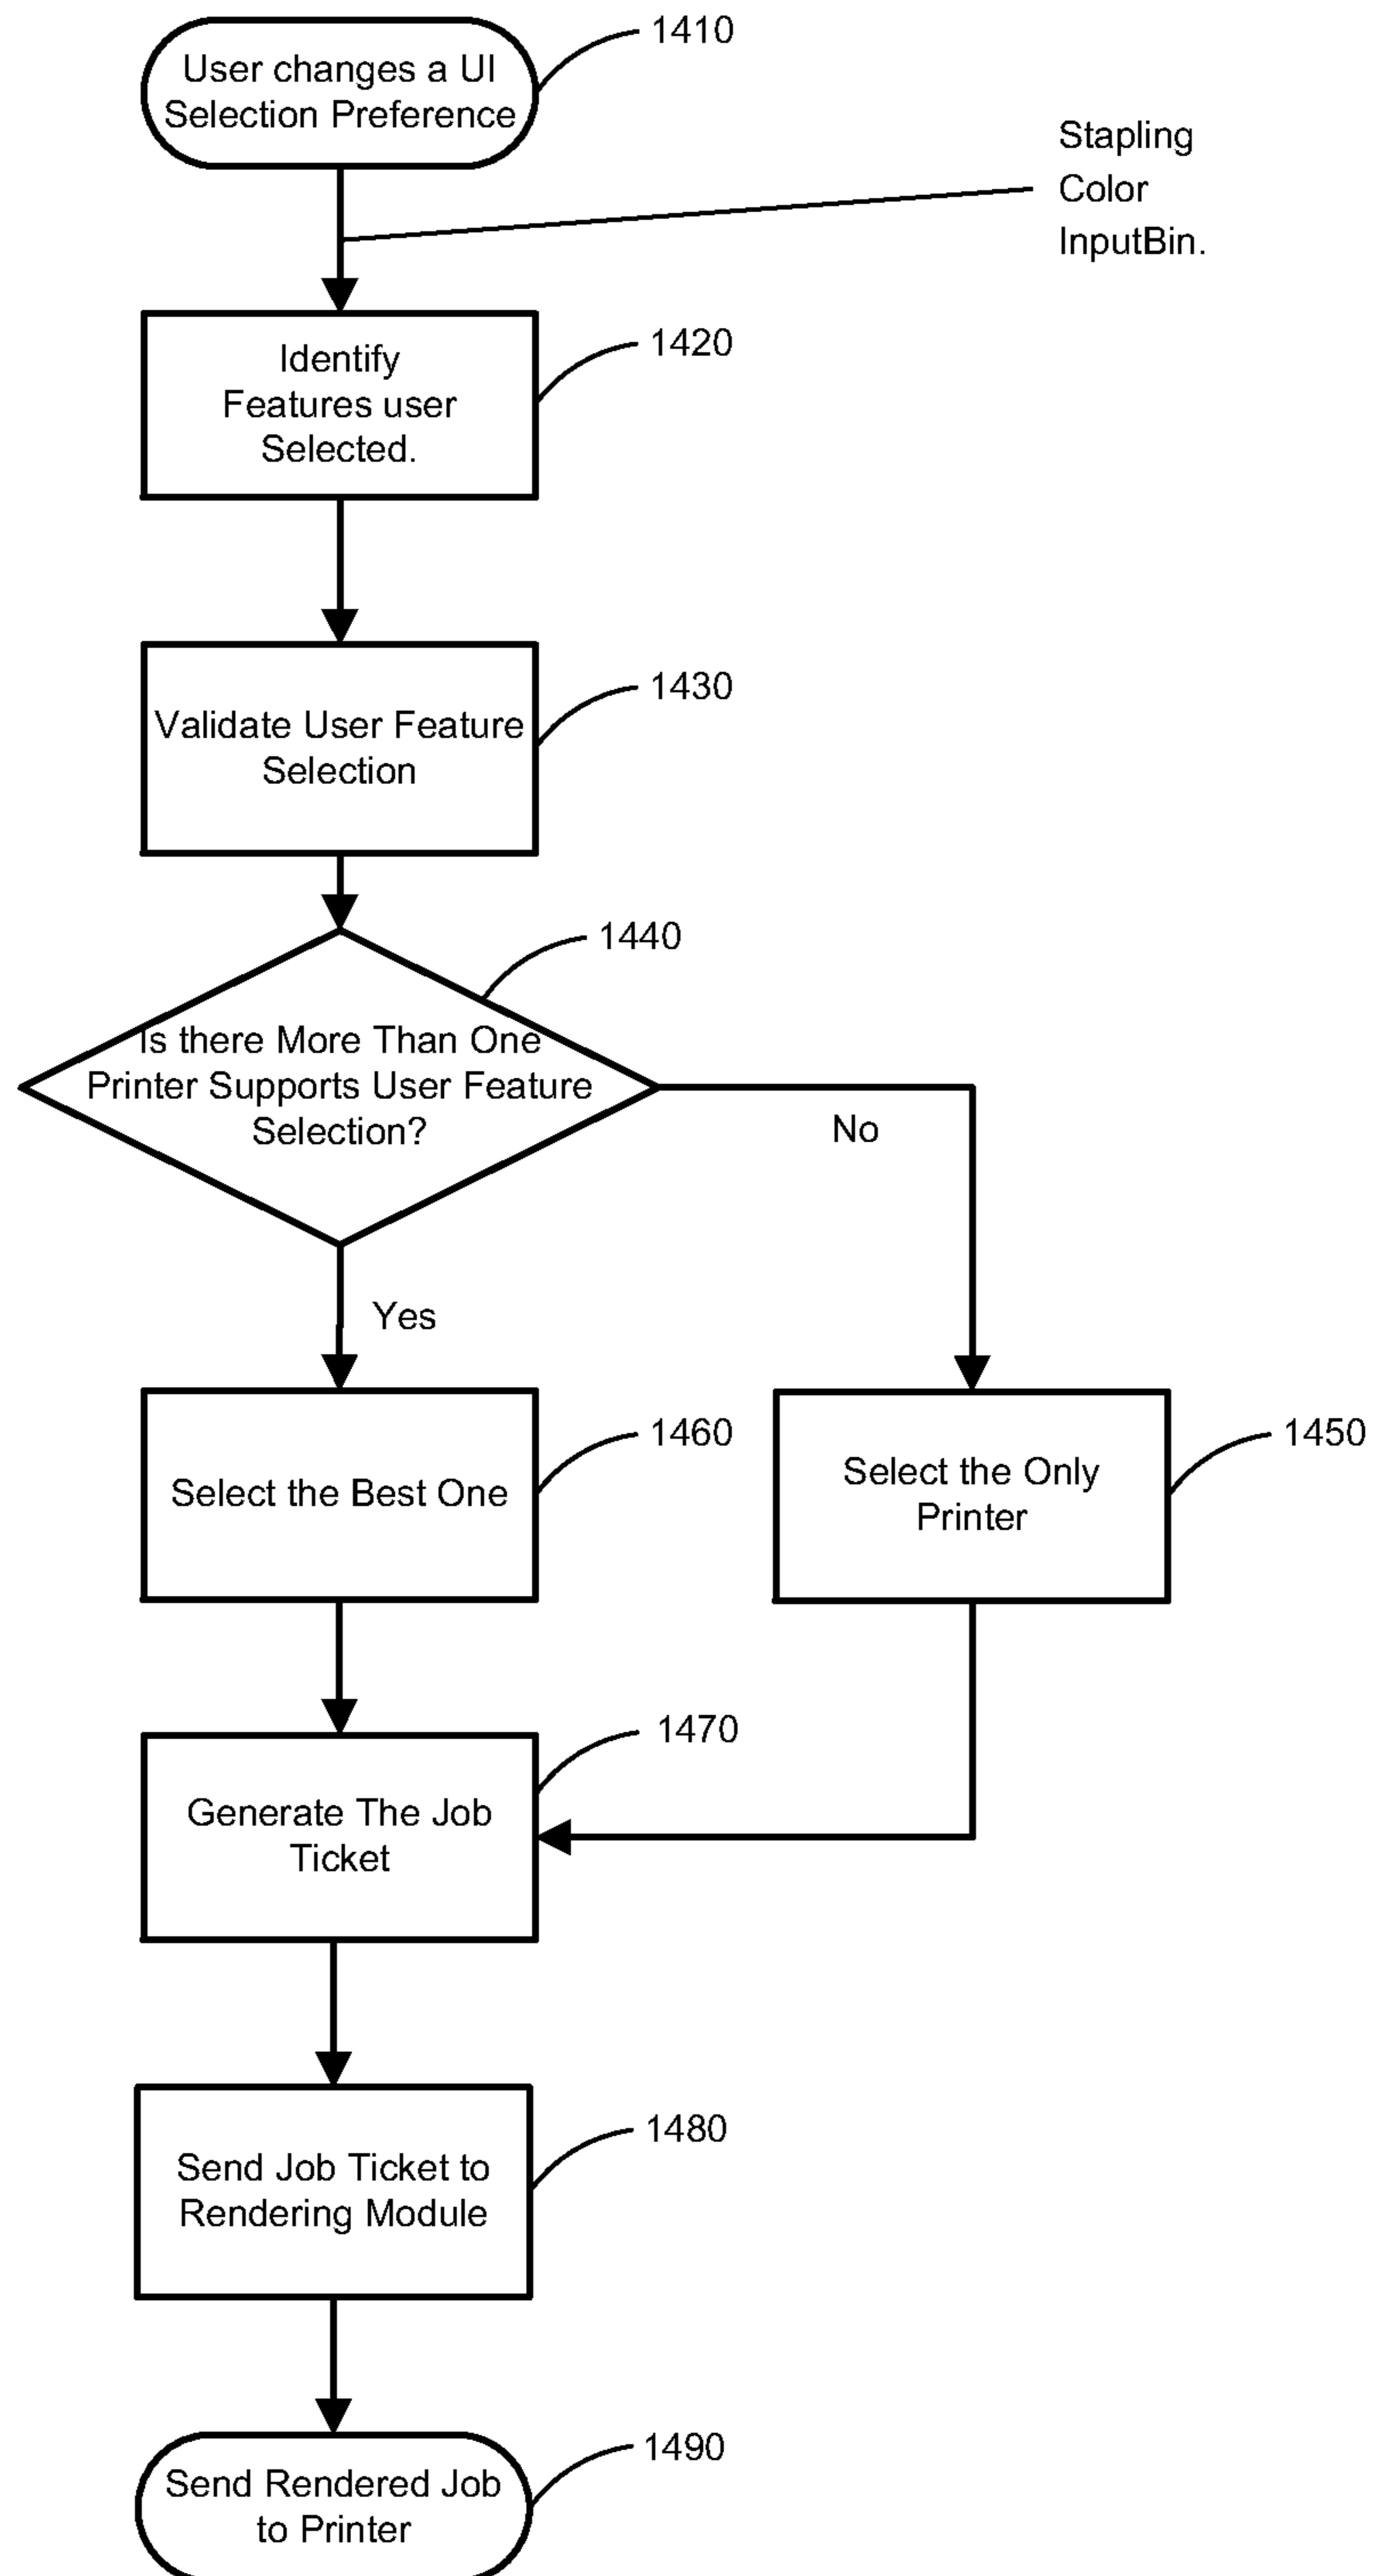 User changes a UI
Selection Preference
1410
Stapling
Color
InputBin.
Identify
Features user
Selected.
1420
Validate User Feature
Selection
1430
1440
Is there More Than One
Printer Supports User Feature
Selection?
No
Yes
Select the Best One
1460
Select the Only
Printer
1450
Generate The Job
Ticket
1470
Send Job Ticket to
Rendering Module
1480
Send Rendered Job
to Printer
1490